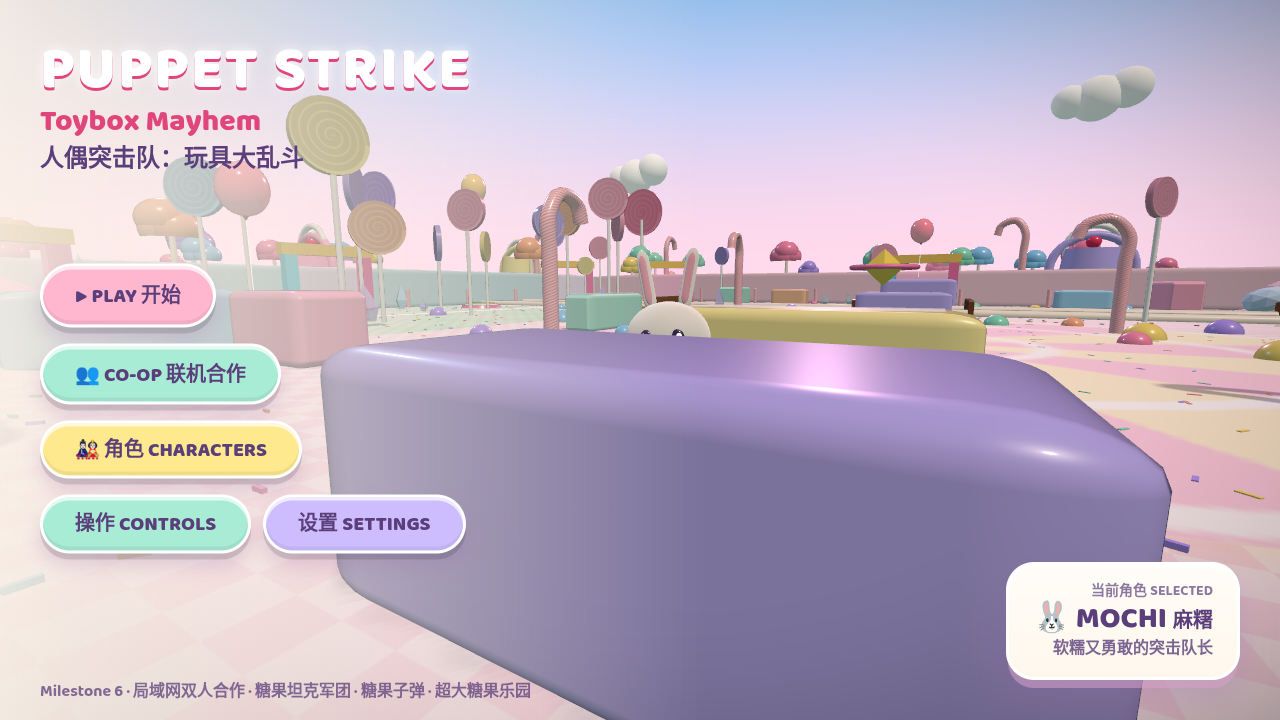 PUPPET STRIKE
Toybox Mayhem
人偶突击队：玩具大乱斗
▶ PLAY 开始
👥 CO-OP 联机合作
🎎 角色 CHARACTERS
操作 CONTROLS
设置 SETTINGS
当前角色 SELECTED
🐰 MOCHI 麻糬
软糯又勇敢的突击队长
Milestone 6 · 局域网双人合作 · 糖果坦克军团 · 糖果子弹 · 超大糖果乐园